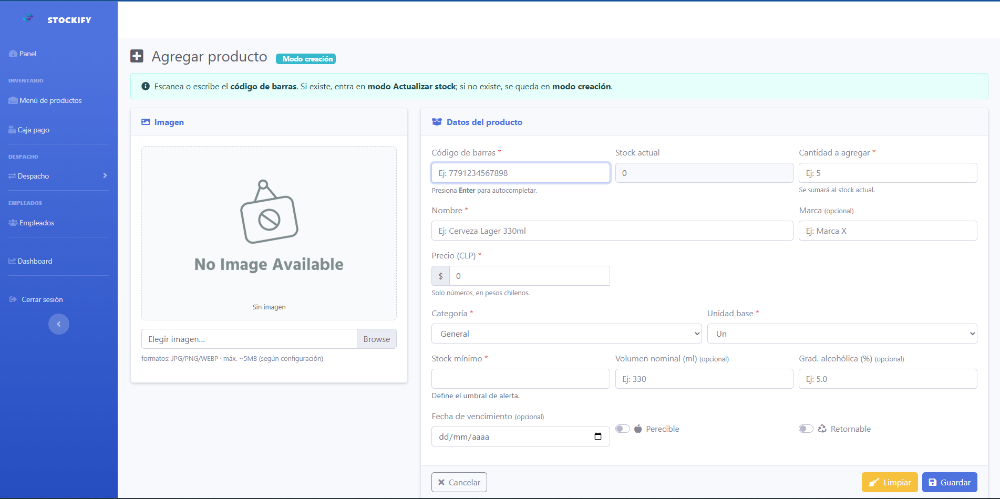 STOCKIFY
Panel
INVENTARIO
Menú de productos
Caja pago
DESPACHO
Despacho
EMPLEADOS
Empleados
Dashboard
Cerrar sesión
Agregar producto Modo creación
Escanea o escribe el código de barras. Si existe, entra en modo Actualizar stock; si no existe, se queda en modo creación.
Imagen
No Image Available
Sin imagen
Elegir imagen... Browse
formatos: JPG/PNG/WEBP · máx. ~5MB (según configuración)
Datos del producto
Código de barras * Stock actual Cantidad a agregar *
Ej: 7791234567898 0 Ej: 5
Presiona Enter para autocompletar. Se sumará al stock actual.
Nombre * Marca (opcional)
Ej: Cerveza Lager 330ml Ej: Marca X
Precio (CLP) *
$ 0
Solo números, en pesos chilenos.
Categoría * Unidad base *
General Un
Stock mínimo * Volumen nominal (ml) (opcional) Grad. alcohólica (%) (opcional)
Ej: 330 Ej: 5.0
Define el umbral de alerta.
Fecha de vencimiento (opcional)
dd/mm/aaaa Perecible Retornable
Cancelar Limpiar Guardar